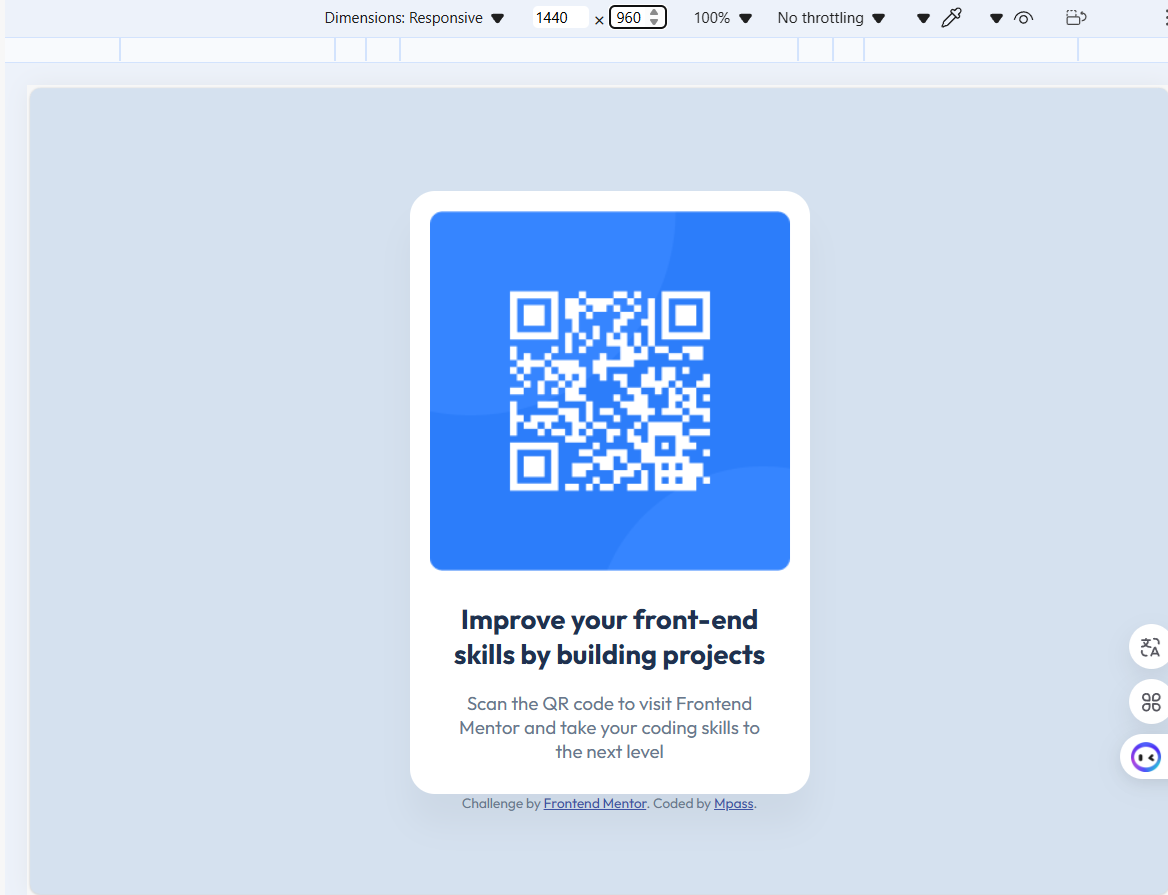 Dimensions: Responsive 1440 × 960 100% No throttling
Improve your front-end
skills by building projects
Scan the QR code to visit Frontend
Mentor and take your coding skills to
the next level
Challenge by Frontend Mentor. Coded by Mpass.